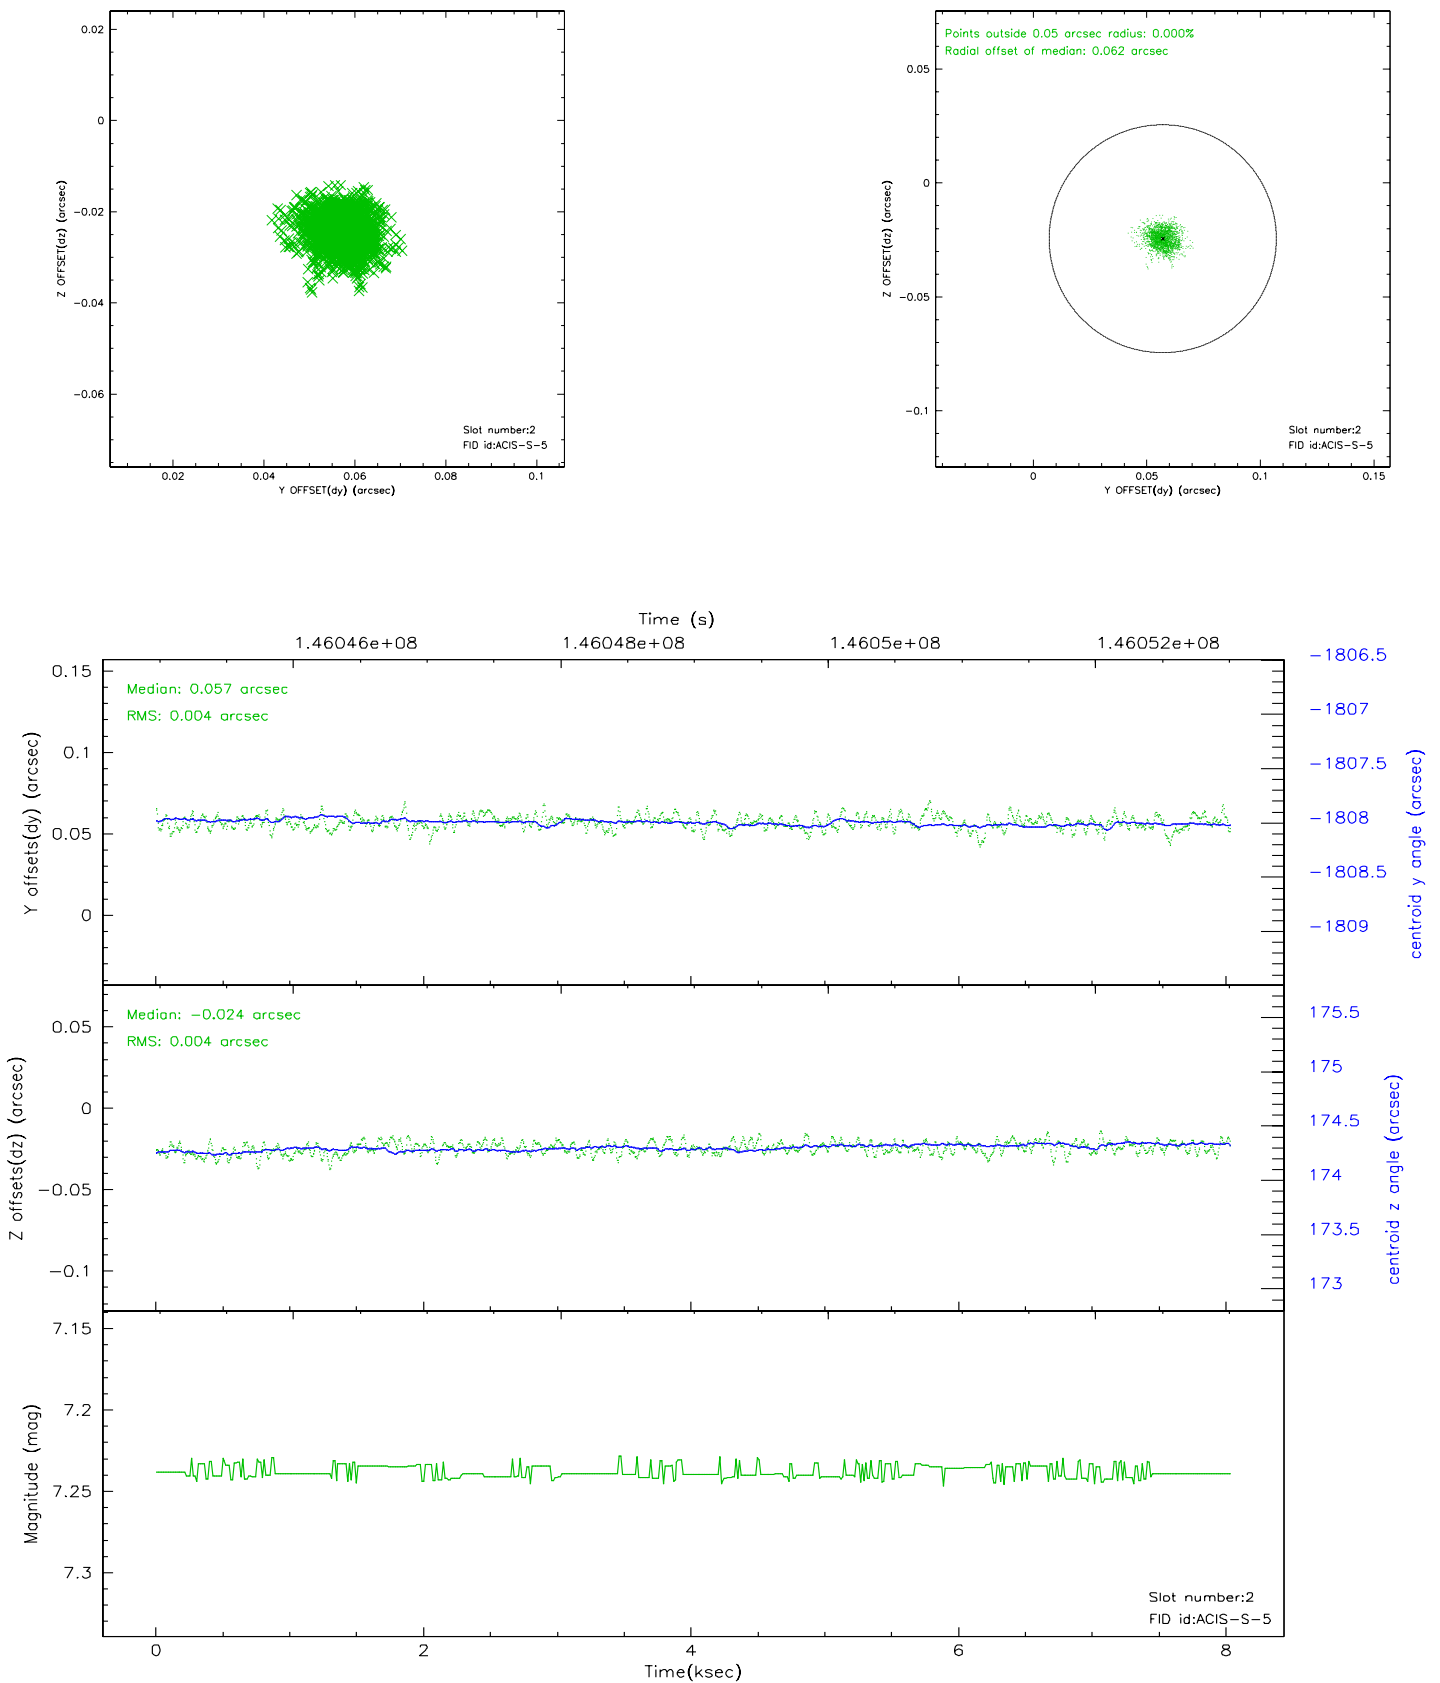 0.02
0
−0.02
−0.04
−0.06
Z OFFSET(dz) (arcsec)
Slot number:2
FID id:ACIS−S−5
0.02 0.04 0.06 0.08 0.1
Y OFFSET(dy) (arcsec)
Points outside 0.05 arcsec radius: 0.000%
Radial offset of median: 0.062 arcsec
0.05
0
−0.05
−0.1
Z OFFSET(dz) (arcsec)
Slot number:2
FID id:ACIS−S−5
0 0.05 0.1 0.15
Y OFFSET(dy) (arcsec)
Time (s)
1.46046e+08 1.46048e+08 1.4605e+08 1.46052e+08
0.15
0.1
0.05
0
Y offsets(dy) (arcsec)
Median: 0.057 arcsec
RMS: 0.004 arcsec
−1806.5
−1807
−1807.5
−1808
−1808.5
−1809
centroid y angle (arcsec)
0.05
0
−0.05
−0.1
Z offsets(dz) (arcsec)
Median: −0.024 arcsec
RMS: 0.004 arcsec
175.5
175
174.5
174
173.5
173
centroid z angle (arcsec)
7.15
7.2
7.25
7.3
Magnitude (mag)
Slot number:2
FID id:ACIS−S−5
0 2 4 6 8
Time(ksec)